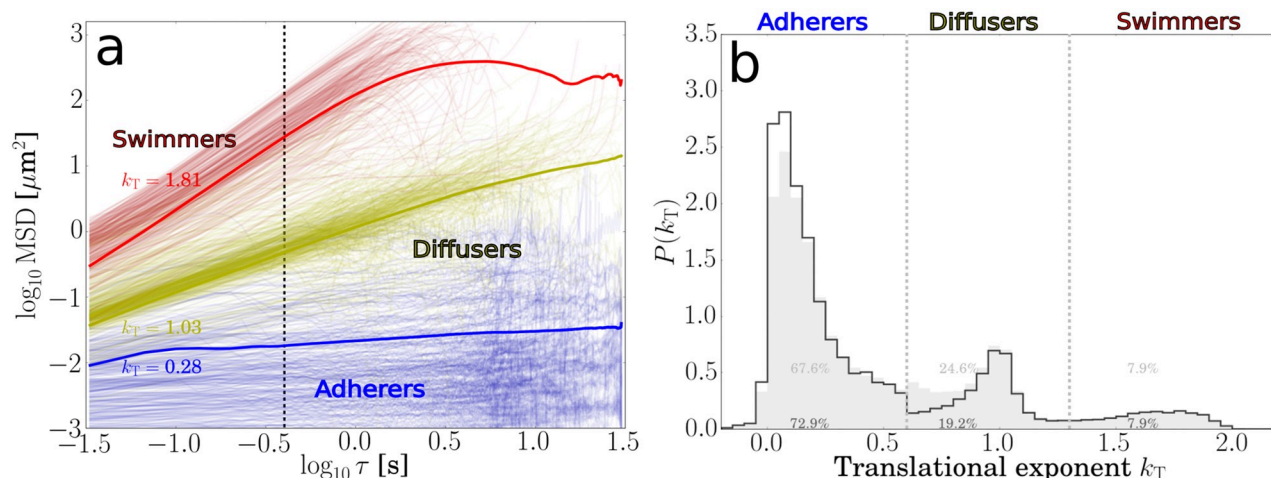 a
Swimmers
k_T = 1.81
Diffusers
k_T = 1.03
k_T = 0.28
Adherers
log₁₀ MSD [μm²]
3
2
1
0
−1
−2
−3
−1.5 −1.0 −0.5 0.0 0.5 1.0 1.5
log₁₀ τ [s]
Adherers Diffusers Swimmers
b
P(k_T)
3.5
3.0
2.5
2.0
1.5
1.0
0.5
0.0
67.6% 24.6% 7.9%
72.9% 19.2% 7.9%
0.0 0.5 1.0 1.5 2.0
Translational exponent k_T